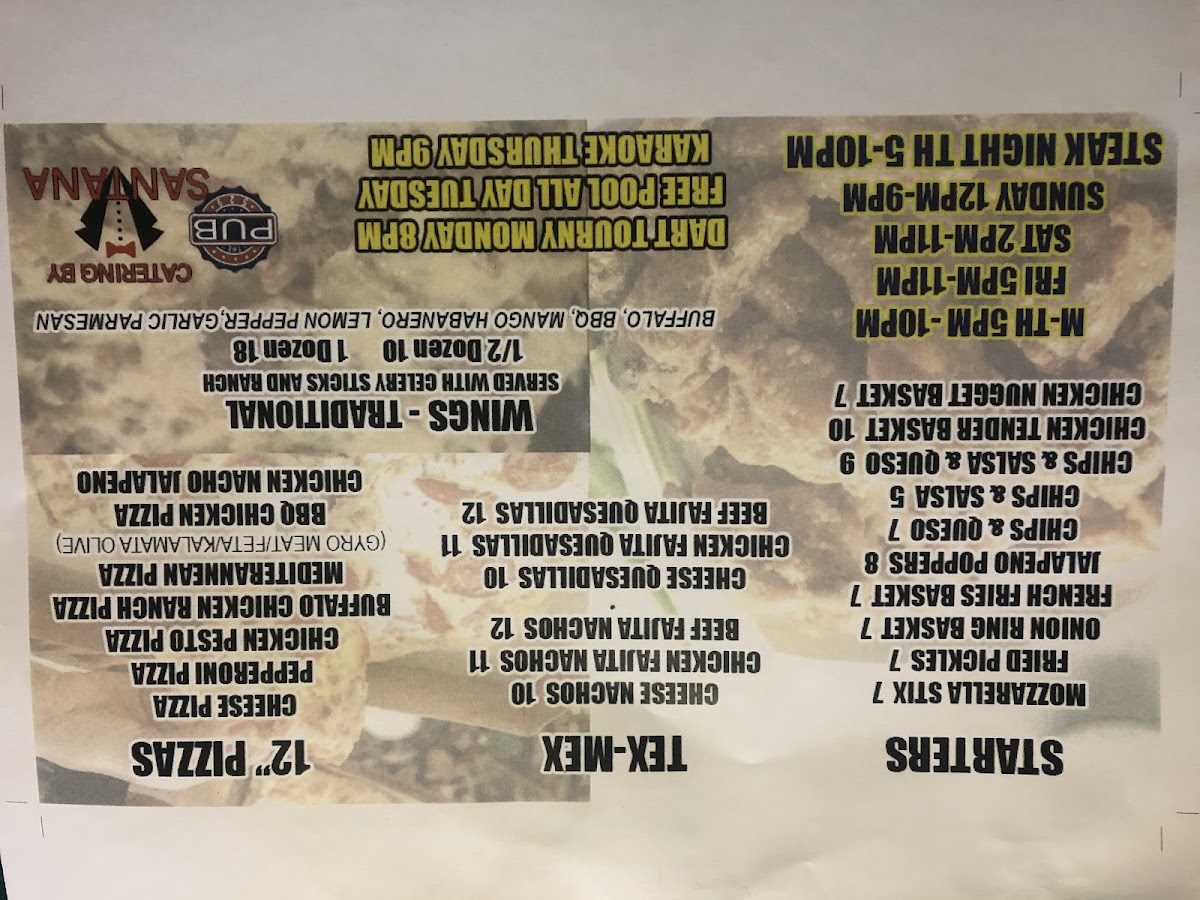 STARTERS
MOZZARELLA STIX 7
FRIED PICKLES 7
ONION RING BASKET 7
FRENCH FRIES BASKET 7
JALAPENO POPPERS 8
CHIPS & QUESO 7
CHIPS & SALSA 5
CHIPS & SALSA & QUESO 9
CHICKEN TENDER BASKET 10
CHICKEN NUGGET BASKET 7
M-TH 5PM - 10PM
FRI 5PM-11PM
SAT 2PM-11PM
SUNDAY 12PM-9PM
STEAK NIGHT TH 5-10PM
TEX-MEX
CHEESE NACHOS 10
CHICKEN FAJITA NACHOS 11
BEEF FAJITA NACHOS 12
CHEESE QUESADILLAS 10
CHICKEN FAJITA QUESADILLAS 11
BEEF FAJITA QUESADILLAS 12
12" PIZZAS
CHEESE PIZZA
PEPPERONI PIZZA
CHICKEN PESTO PIZZA
BUFFALO CHICKEN RANCH PIZZA
MEDITERANNEAN PIZZA
(GYRO MEAT/FETA/KALAMATA OLIVE)
BBQ CHICKEN PIZZA
CHICKEN NACHO JALAPENO
WINGS - TRADITIONAL
SERVED WITH CELERY STICKS AND RANCH
1/2 Dozen 10 1 Dozen 18
BUFFALO, BBQ, MANGO HABANERO, LEMON PEPPER,GARLIC PARMESAN
DART TOURNY MONDAY 8PM
FREE POOL ALL DAY TUESDAY
KARAOKE THURSDAY 9PM
THE
PUB
CATERING BY
SANTANA